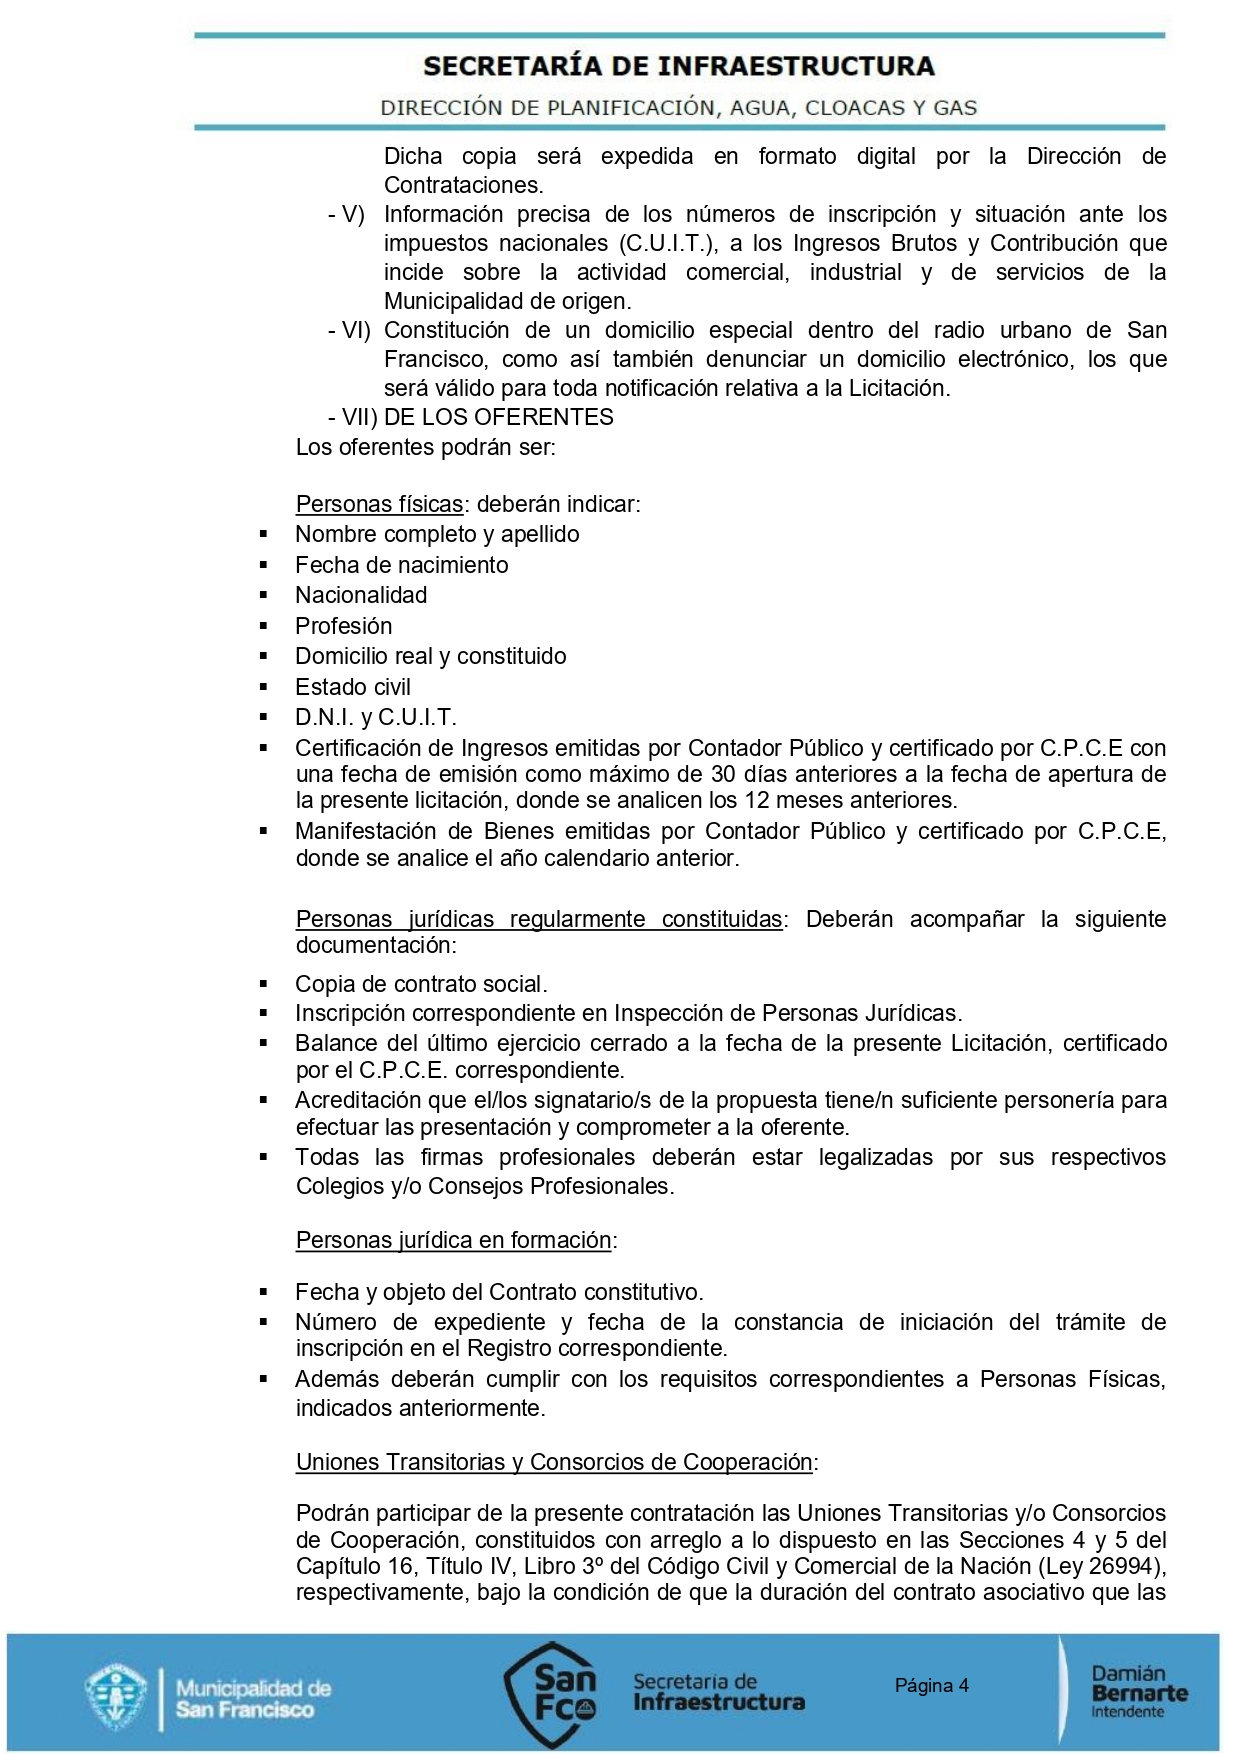 SECRETARÍA DE INFRAESTRUCTURA
DIRECCIÓN DE PLANIFICACIÓN, AGUA, CLOACAS Y GAS
Dicha copia será expedida en formato digital por la Dirección de
Contrataciones.
- V) Información precisa de los números de inscripción y situación ante los
impuestos nacionales (C.U.I.T.), a los Ingresos Brutos y Contribución que
incide sobre la actividad comercial, industrial y de servicios de la
Municipalidad de origen.
- VI) Constitución de un domicilio especial dentro del radio urbano de San
Francisco, como así también denunciar un domicilio electrónico, los que
será válido para toda notificación relativa a la Licitación.
- VII) DE LOS OFERENTES
Los oferentes podrán ser:
Personas físicas: deberán indicar:
▪ Nombre completo y apellido
▪ Fecha de nacimiento
▪ Nacionalidad
▪ Profesión
▪ Domicilio real y constituido
▪ Estado civil
▪ D.N.I. y C.U.I.T.
▪ Certificación de Ingresos emitidas por Contador Público y certificado por C.P.C.E con
una fecha de emisión como máximo de 30 días anteriores a la fecha de apertura de
la presente licitación, donde se analicen los 12 meses anteriores.
▪ Manifestación de Bienes emitidas por Contador Público y certificado por C.P.C.E,
donde se analice el año calendario anterior.
Personas jurídicas regularmente constituidas: Deberán acompañar la siguiente
documentación:
▪ Copia de contrato social.
▪ Inscripción correspondiente en Inspección de Personas Jurídicas.
▪ Balance del último ejercicio cerrado a la fecha de la presente Licitación, certificado
por el C.P.C.E. correspondiente.
▪ Acreditación que el/los signatario/s de la propuesta tiene/n suficiente personería para
efectuar las presentación y comprometer a la oferente.
▪ Todas las firmas profesionales deberán estar legalizadas por sus respectivos
Colegios y/o Consejos Profesionales.
Personas jurídica en formación:
▪ Fecha y objeto del Contrato constitutivo.
▪ Número de expediente y fecha de la constancia de iniciación del trámite de
inscripción en el Registro correspondiente.
▪ Además deberán cumplir con los requisitos correspondientes a Personas Físicas,
indicados anteriormente.
Uniones Transitorias y Consorcios de Cooperación:
Podrán participar de la presente contratación las Uniones Transitorias y/o Consorcios
de Cooperación, constituidos con arreglo a lo dispuesto en las Secciones 4 y 5 del
Capítulo 16, Título IV, Libro 3º del Código Civil y Comercial de la Nación (Ley 26994),
respectivamente, bajo la condición de que la duración del contrato asociativo que las
Municipalidad de
San Francisco
San
Fco
Secretaría de
Infraestructura
Página 4
Damián
Bernarte
Intendente